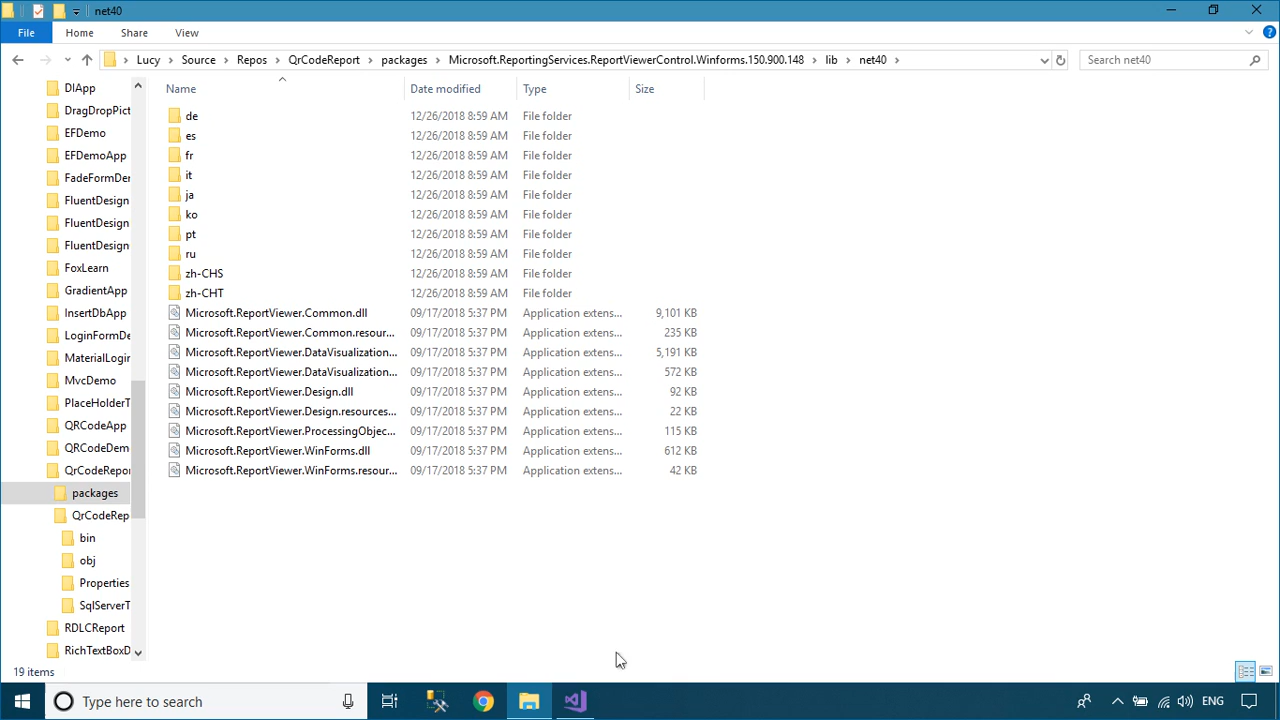 net40
File
Home
Share
View
Lucy
Source
Repos
QrCodeReport
packages
Microsoft.ReportingServices.ReportViewerControl.Winforms.150.900.148
lib
net40
Search net40
Name
Date modified
Type
Size
DIApp
DragDropPict
EFDemo
EFDemoApp
FadeFormDer
FluentDesign
FluentDesign
FluentDesign
FoxLearn
GradientApp
InsertDbApp
LoginFormDe
MaterialLogin
MvcDemo
PlaceHolderT
QRCodeApp
QRCodeDem
QrCodeRepor
packages
QrCodeRep
bin
obj
Properties
SqlServerT
RDLCReport
RichTextBoxD
de 12/26/2018 8:59 AM File folder
es 12/26/2018 8:59 AM File folder
fr 12/26/2018 8:59 AM File folder
it 12/26/2018 8:59 AM File folder
ja 12/26/2018 8:59 AM File folder
ko 12/26/2018 8:59 AM File folder
pt 12/26/2018 8:59 AM File folder
ru 12/26/2018 8:59 AM File folder
zh-CHS 12/26/2018 8:59 AM File folder
zh-CHT 12/26/2018 8:59 AM File folder
Microsoft.ReportViewer.Common.dll 09/17/2018 5:37 PM Application extens... 9,101 KB
Microsoft.ReportViewer.Common.resour... 09/17/2018 5:37 PM Application extens... 235 KB
Microsoft.ReportViewer.DataVisualization... 09/17/2018 5:37 PM Application extens... 5,191 KB
Microsoft.ReportViewer.DataVisualization... 09/17/2018 5:37 PM Application extens... 572 KB
Microsoft.ReportViewer.Design.dll 09/17/2018 5:37 PM Application extens... 92 KB
Microsoft.ReportViewer.Design.resources... 09/17/2018 5:37 PM Application extens... 22 KB
Microsoft.ReportViewer.ProcessingObjec... 09/17/2018 5:37 PM Application extens... 115 KB
Microsoft.ReportViewer.WinForms.dll 09/17/2018 5:37 PM Application extens... 612 KB
Microsoft.ReportViewer.WinForms.resour... 09/17/2018 5:37 PM Application extens... 42 KB
19 items
Type here to search
ENG